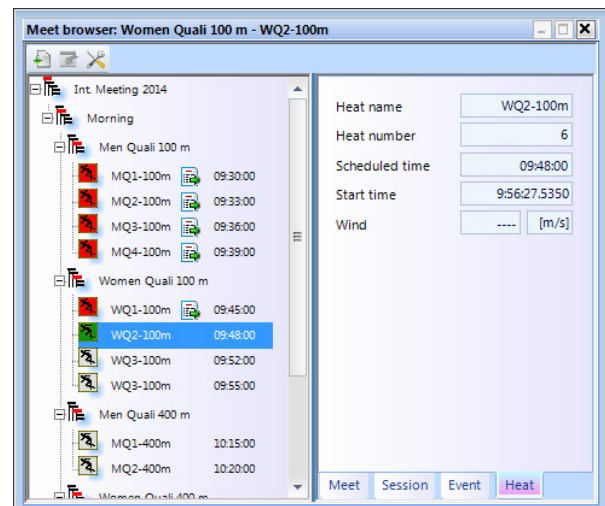 Meet browser: Women Quali 100 m - WQ2-100m
Int. Meeting 2014
Morning
Men Quali 100 m
MQ1-100m 09:30:00
MQ2-100m 09:33:00
MQ3-100m 09:36:00
MQ4-100m 09:39:00
Women Quali 100 m
WQ1-100m 09:45:00
WQ2-100m 09:48:00
WQ3-100m 09:52:00
WQ3-100m 09:55:00
Men Quali 400 m
MQ1-400m 10:15:00
MQ2-400m 10:20:00
Women Quali 400 m
Heat name WQ2-100m
Heat number 6
Scheduled time 09:48:00
Start time 9:56:27.5350
Wind ---- [m/s]
Meet Session Event Heat